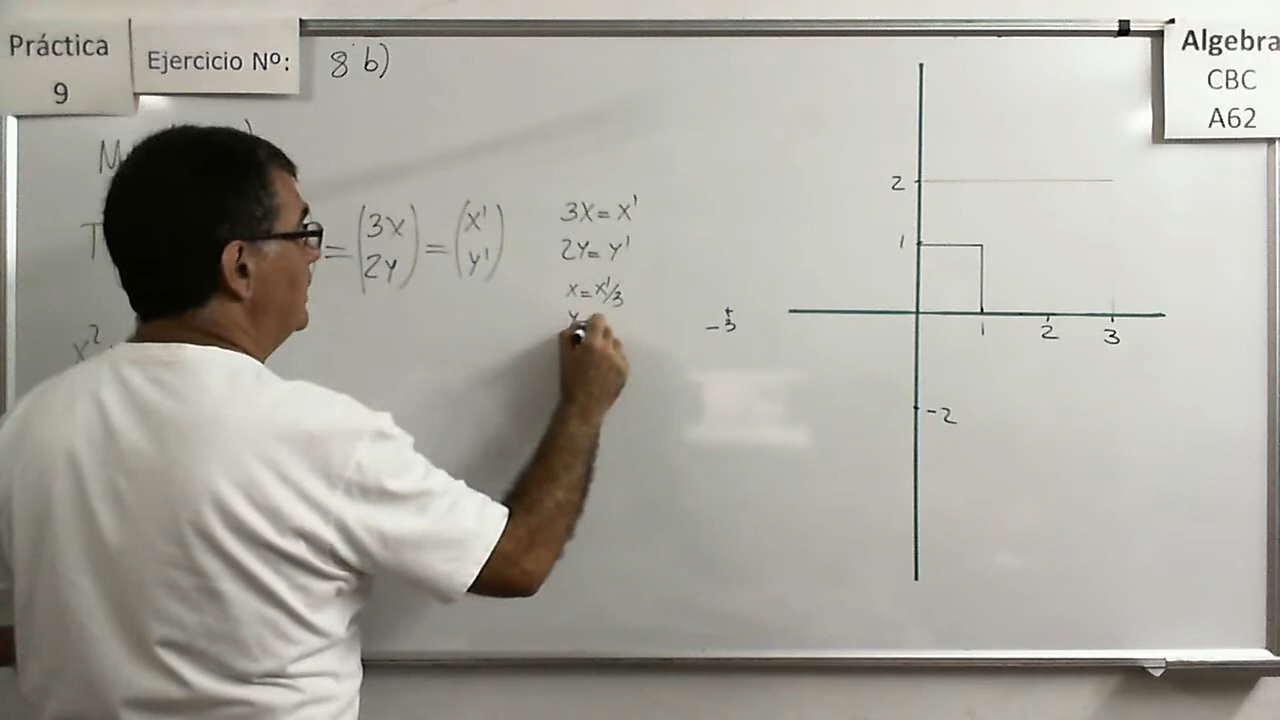 Práctica
9
Ejercicio Nº:
8 b)
Algebra
CBC
A62
M
T
= (3x 2y) = (x' y')
x²
3x = x'
2y = y'
x = x'/3
y =
-3
2
1
1 2 3
-2